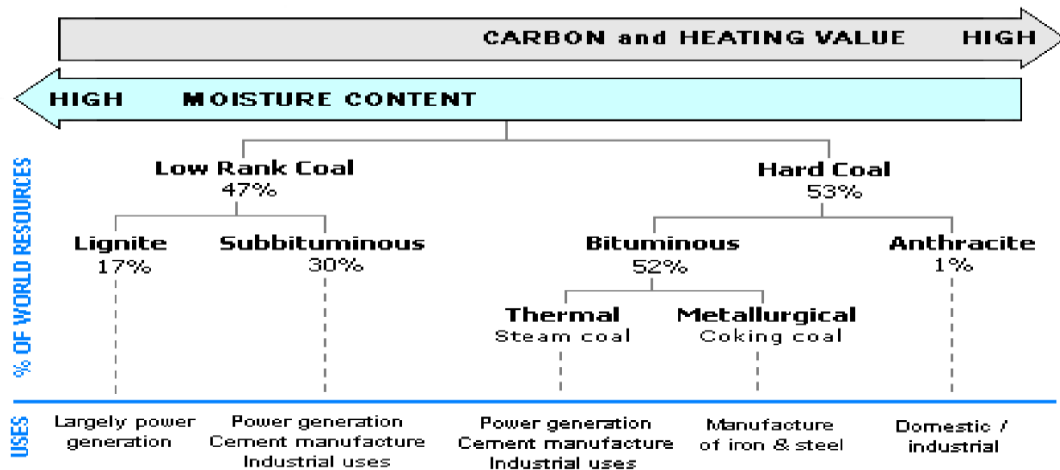 CARBON and HEATING VALUE HIGH
HIGH MOISTURE CONTENT
% OF WORLD RESOURCES
Low Rank Coal
47%
Hard Coal
53%
Lignite
17%
Subbituminous
30%
Bituminous
52%
Anthracite
1%
Thermal
Steam coal
Metallurgical
Coking coal
USES
Largely power
generation
Power generation
Cement manufacture
Industrial uses
Power generation
Cement manufacture
Industrial uses
Manufacture
of iron & steel
Domestic /
industrial